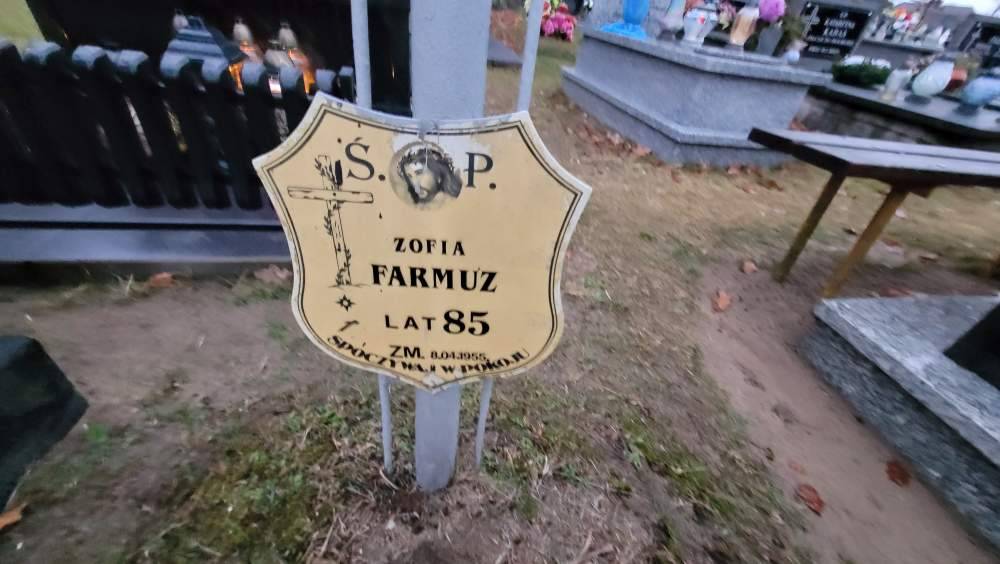 Ś. P.
ZOFIA
FARMUZ
LAT 85
ZM. 8.04.1955.
SPOCZYWAJ W POKOJU